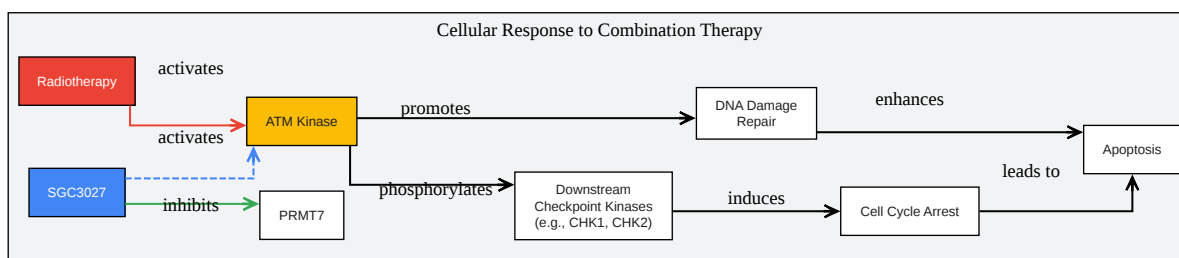 Cellular Response to Combination Therapy
Radiotherapy
activates
activates
ATM Kinase
promotes
DNA Damage
Repair
enhances
Apoptosis
SGC3027
inhibits
PRMT7
phosphorylates
Downstream
Checkpoint Kinases
(e.g., CHK1, CHK2)
induces
Cell Cycle Arrest
leads to